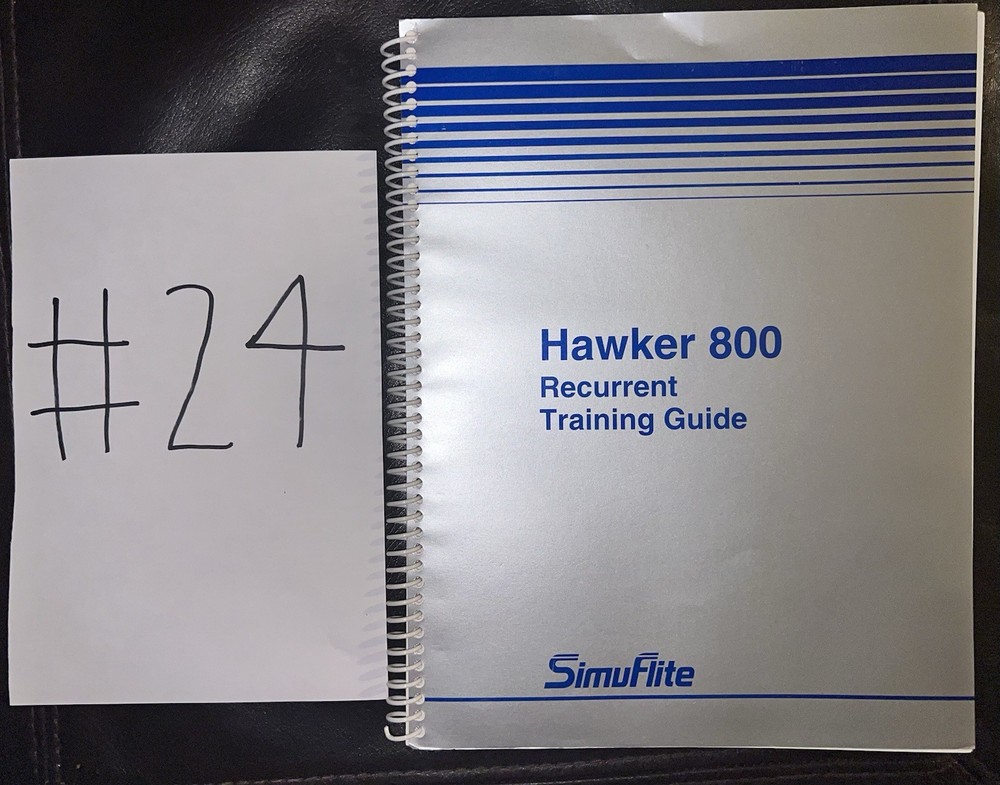 #24
Hawker 800
Recurrent
Training Guide
SimuFlite